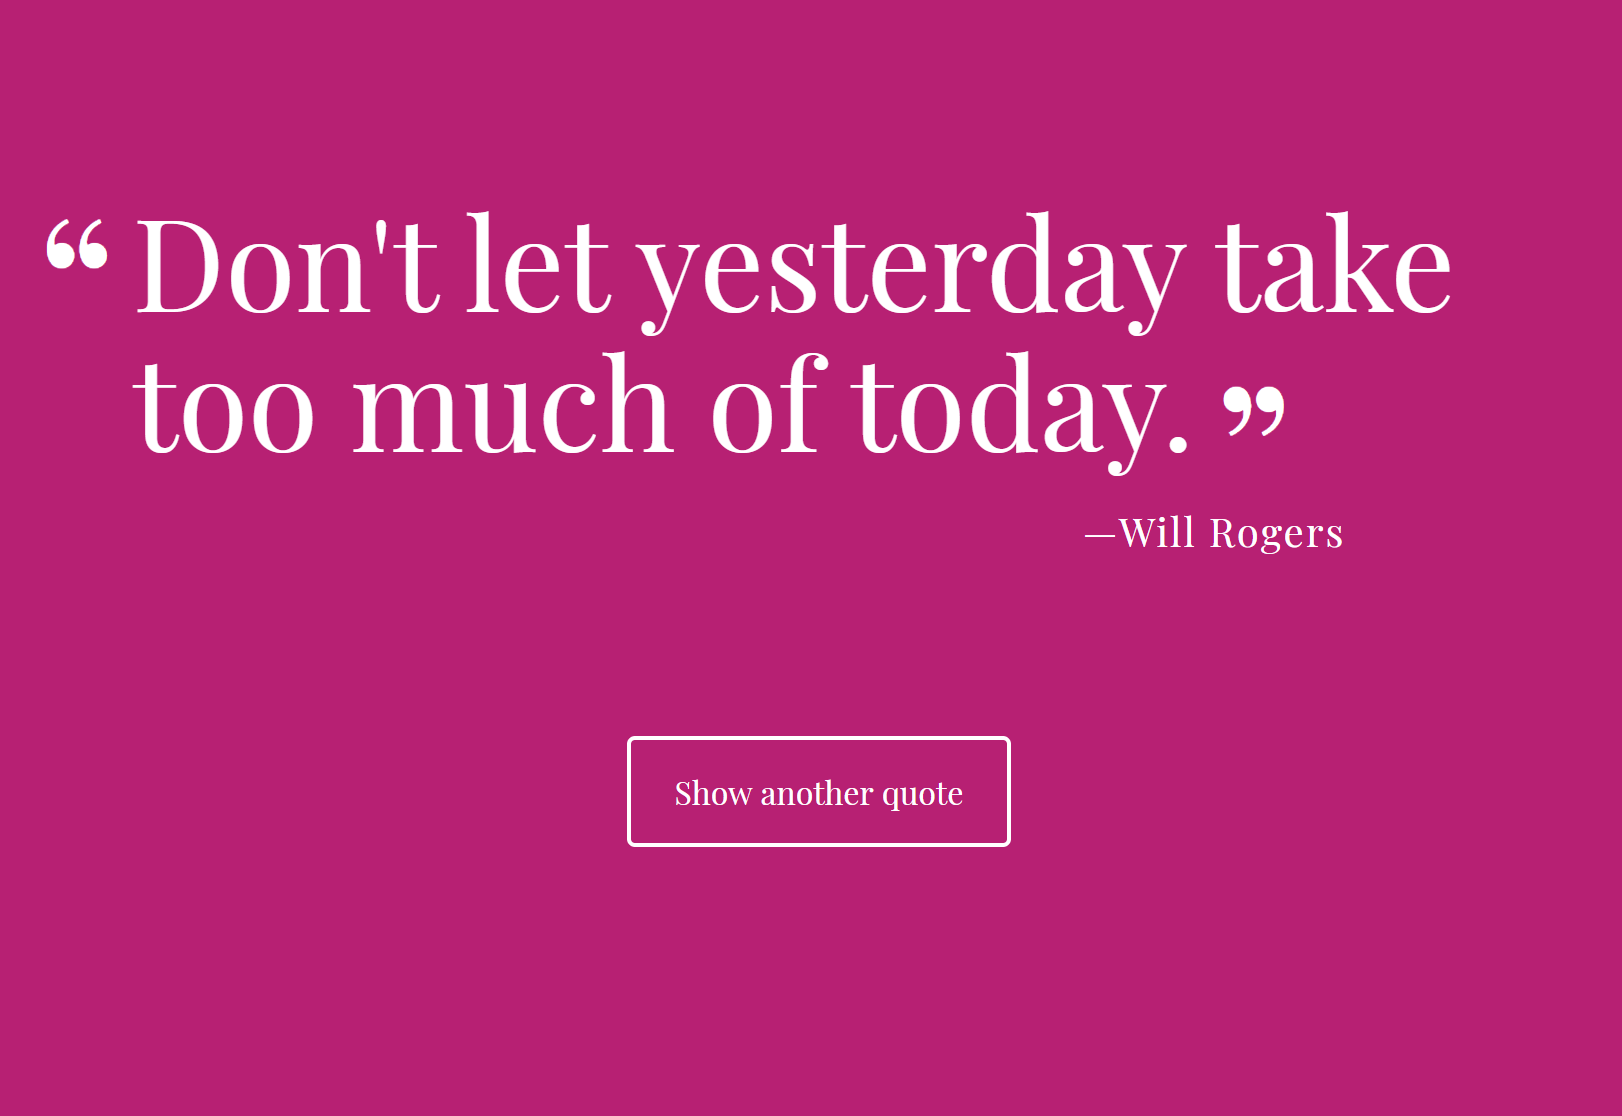 “ Don't let yesterday take
too much of today. ”
—Will Rogers
Show another quote